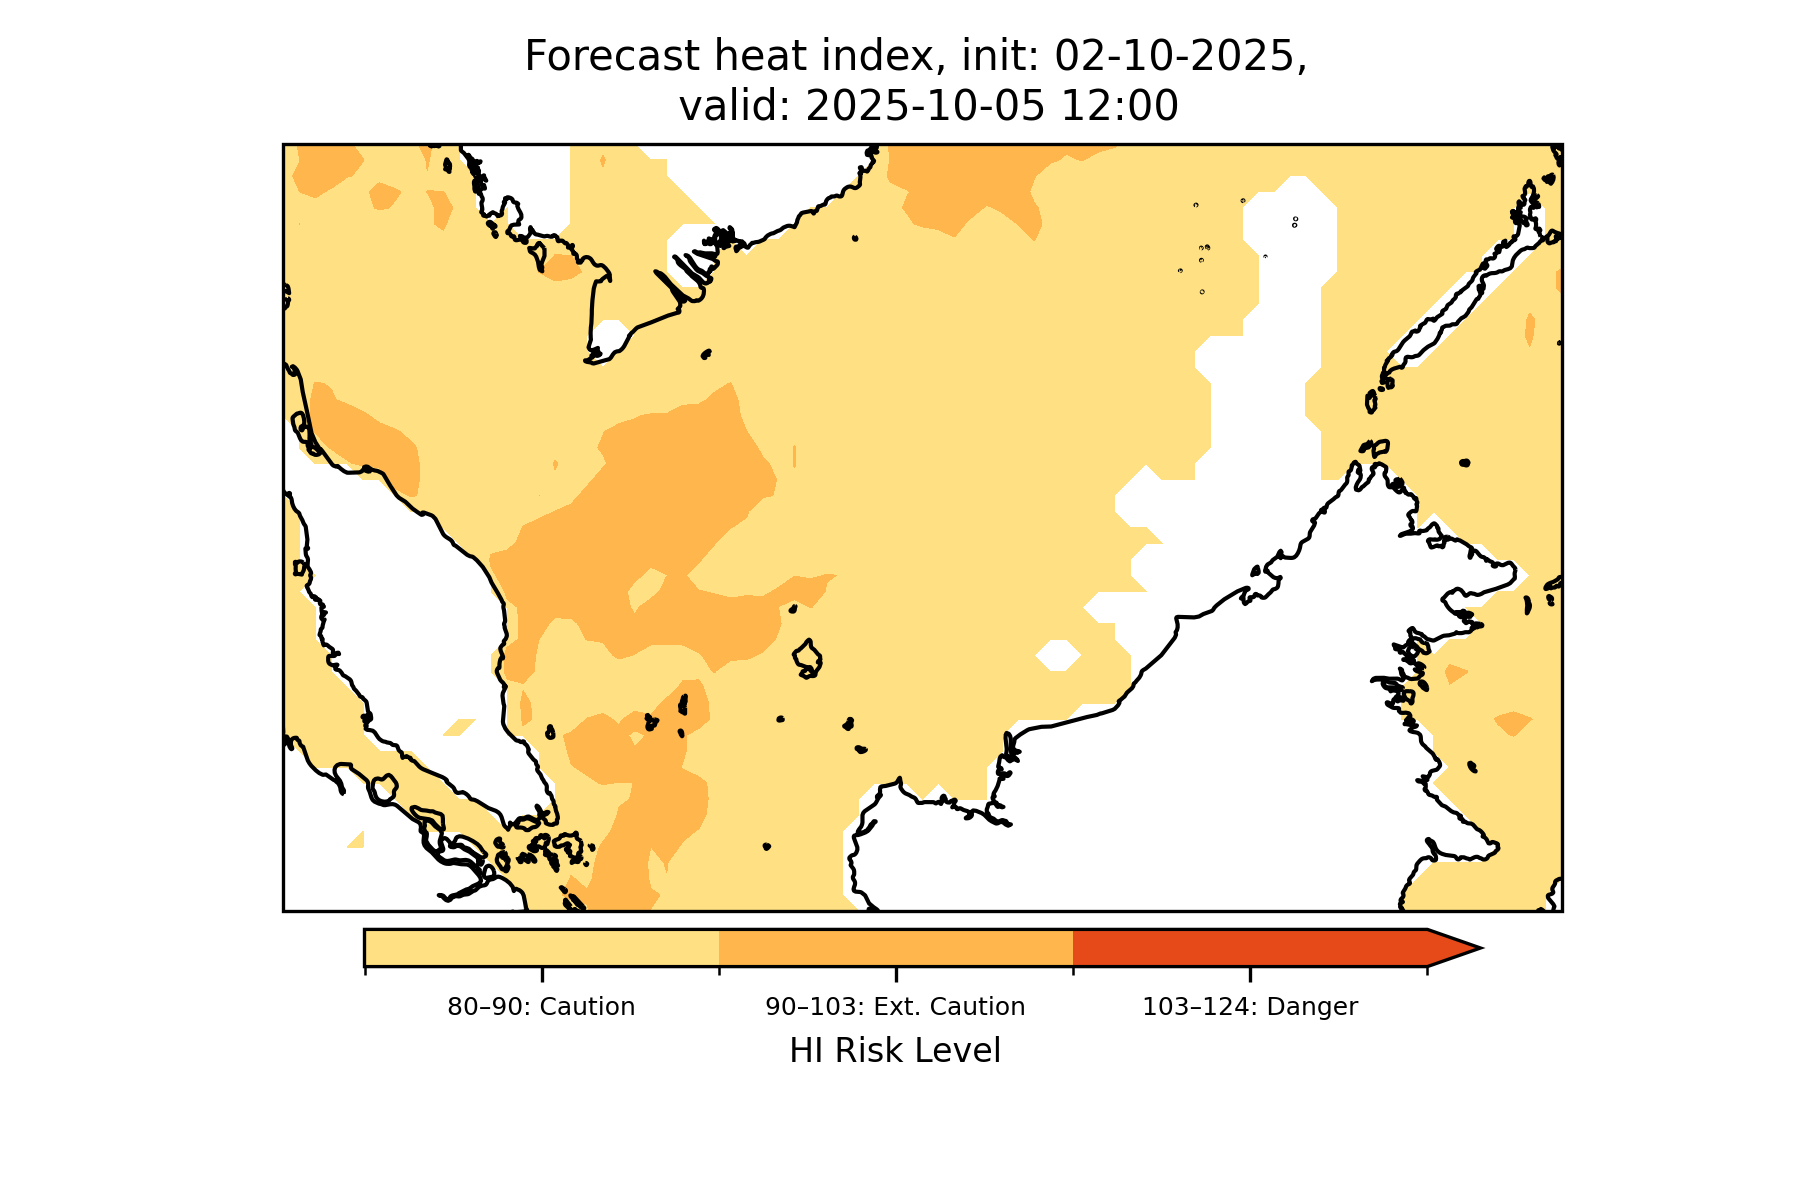 Forecast heat index, init: 02-10-2025,
valid: 2025-10-05 12:00
80–90: Caution
90–103: Ext. Caution
103–124: Danger
HI Risk Level